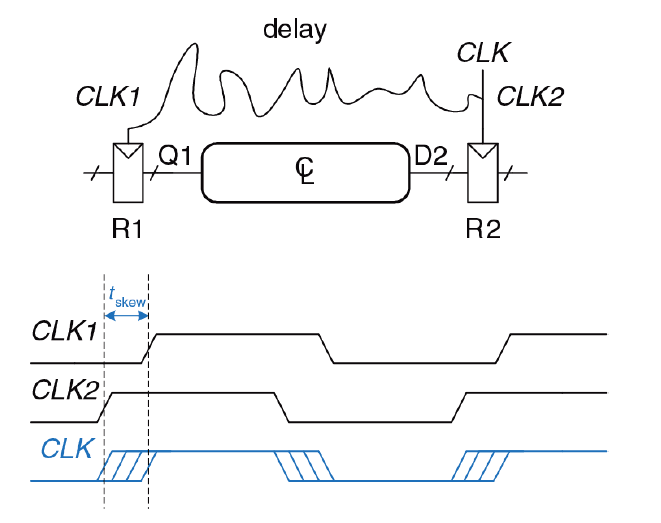 delay
CLK
CLK1
CLK2
Q1
CL
D2
R1
R2
tskew
CLK1
CLK2
CLK